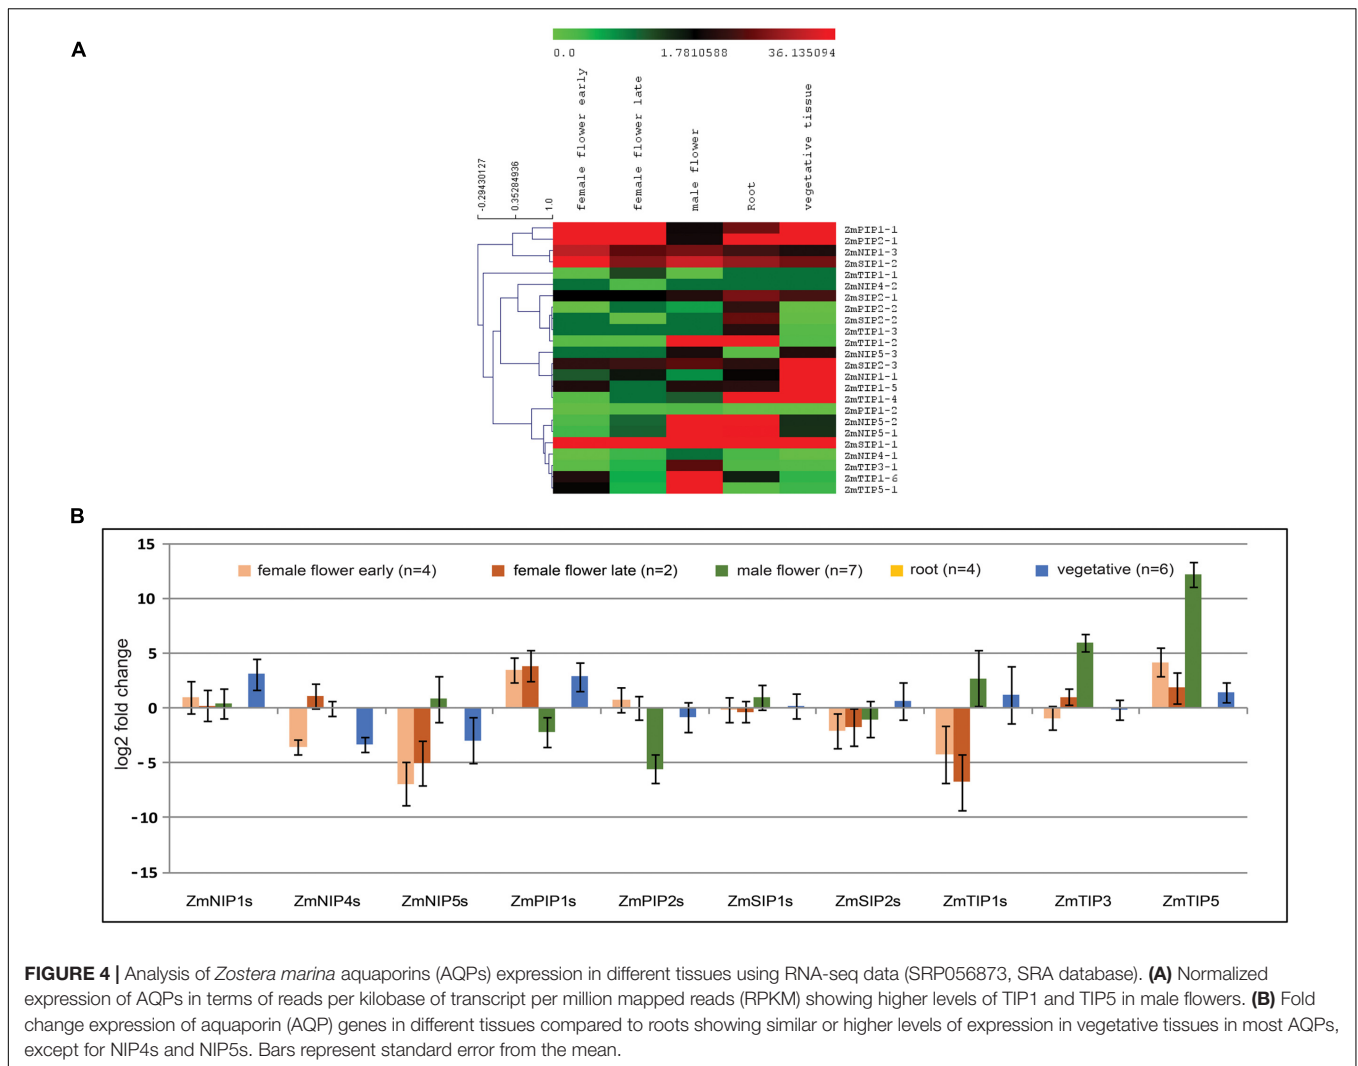 A
0.0 1.7810588 36.135094
female flower early
female flower late
male flower
Root
vegetative tissue
-0.29430127
0.35284936
1.0
ZmPIP1-1
ZmPIP2-1
ZmNIP1-3
ZmSIP1-2
ZmTIP1-1
ZmNIP4-2
ZmSIP2-1
ZmPIP2-2
ZmSIP2-2
ZmTIP1-3
ZmTIP1-2
ZmNIP5-3
ZmSIP2-3
ZmNIP1-1
ZmTIP1-5
ZmTIP1-4
ZmPIP1-2
ZmNIP5-2
ZmNIP5-1
ZmSIP1-1
ZmNIP4-1
ZmTIP3-1
ZmTIP1-6
ZmTIP5-1
B
female flower early (n=4) female flower late (n=2) male flower (n=7) root (n=4) vegetative (n=6)
log2 fold change
15
10
5
0
-5
-10
-15
ZmNIP1s ZmNIP4s ZmNIP5s ZmPIP1s ZmPIP2s ZmSIP1s ZmSIP2s ZmTIP1s ZmTIP3 ZmTIP5
FIGURE 4 | Analysis of Zostera marina aquaporins (AQPs) expression in different tissues using RNA-seq data (SRP056873, SRA database). (A) Normalized
expression of AQPs in terms of reads per kilobase of transcript per million mapped reads (RPKM) showing higher levels of TIP1 and TIP5 in male flowers. (B) Fold
change expression of aquaporin (AQP) genes in different tissues compared to roots showing similar or higher levels of expression in vegetative tissues in most AQPs,
except for NIP4s and NIP5s. Bars represent standard error from the mean.